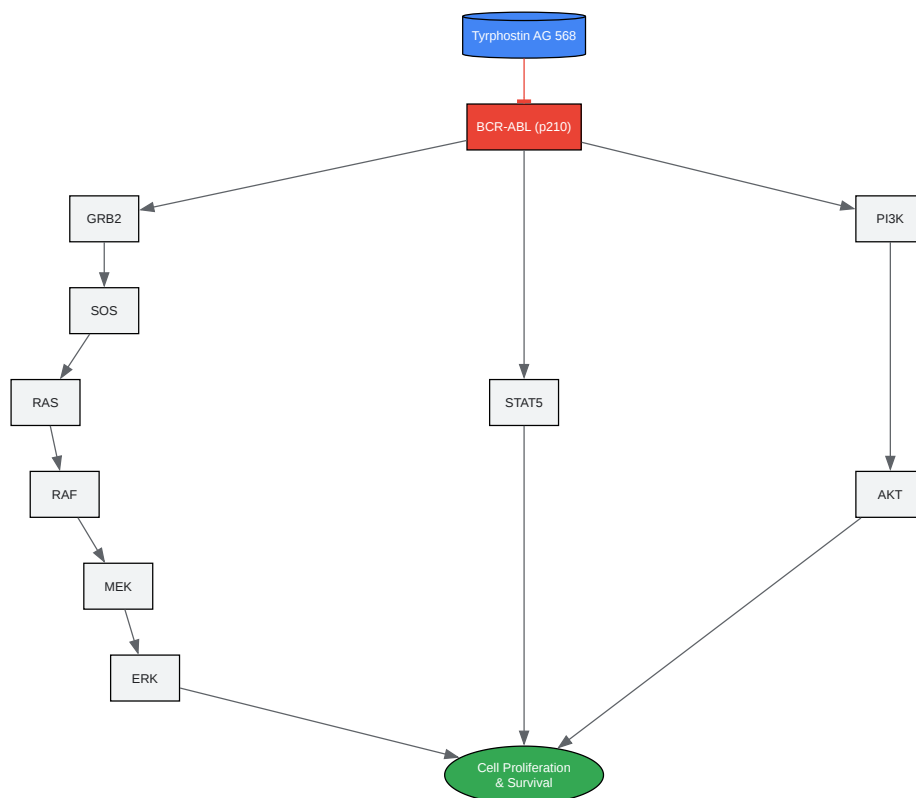 Tyrphostin AG 568
BCR-ABL (p210)
GRB2
PI3K
SOS
RAS
STAT5
RAF
AKT
MEK
ERK
Cell Proliferation
& Survival